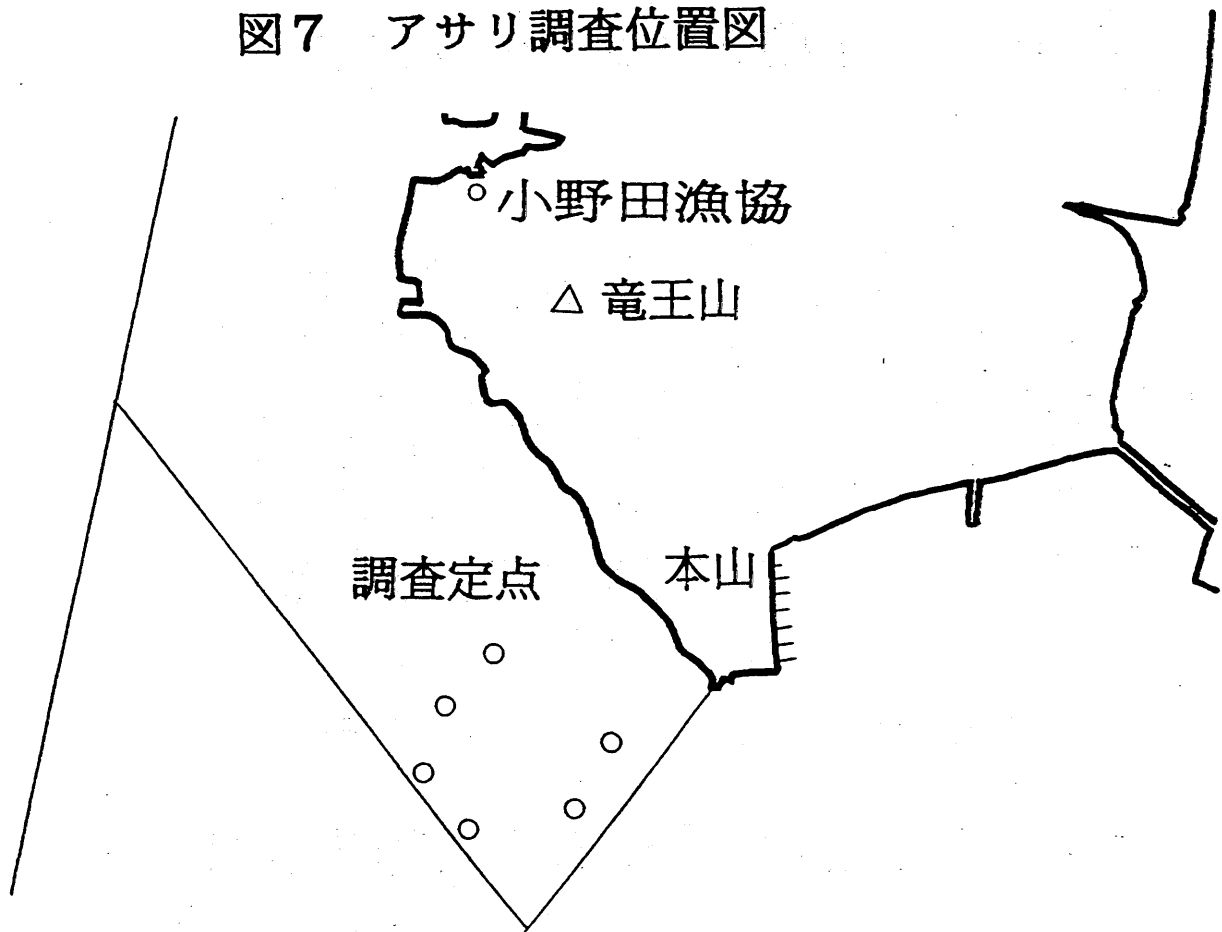 図7 アサリ調査位置図
小野田漁協
竜王山
本山
調査定点